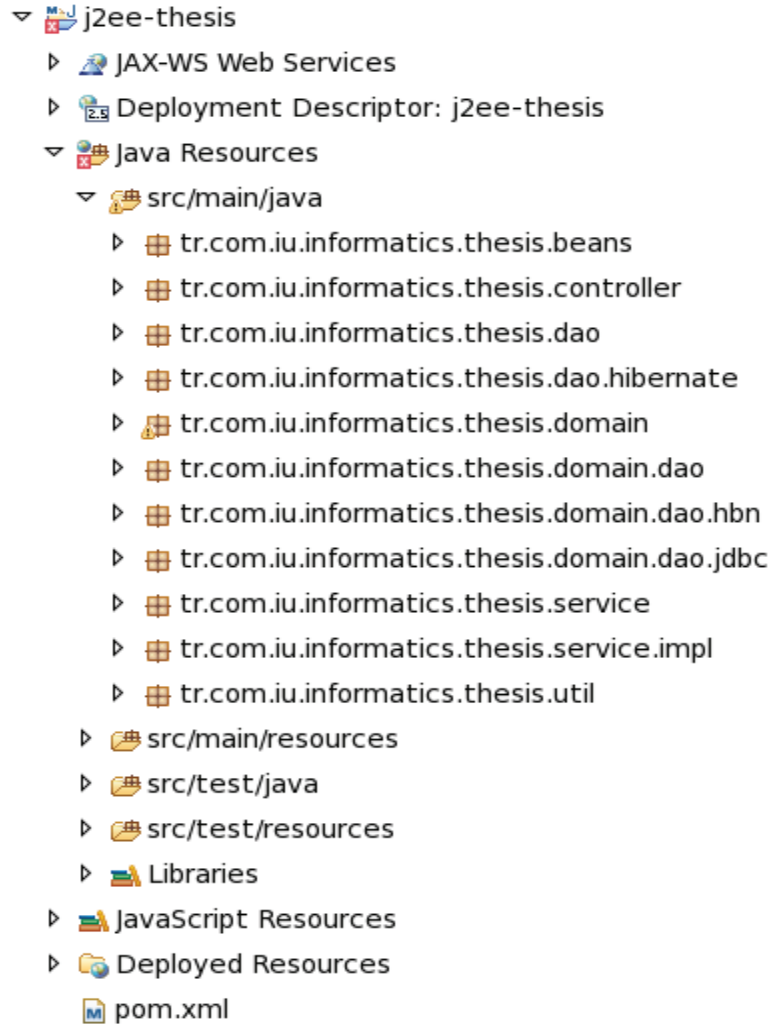 j2ee-thesis
JAX-WS Web Services
2.5 Deployment Descriptor: j2ee-thesis
Java Resources
src/main/java
tr.com.iu.informatics.thesis.beans
tr.com.iu.informatics.thesis.controller
tr.com.iu.informatics.thesis.dao
tr.com.iu.informatics.thesis.dao.hibernate
tr.com.iu.informatics.thesis.domain
tr.com.iu.informatics.thesis.domain.dao
tr.com.iu.informatics.thesis.domain.dao.hbn
tr.com.iu.informatics.thesis.domain.dao.jdbc
tr.com.iu.informatics.thesis.service
tr.com.iu.informatics.thesis.service.impl
tr.com.iu.informatics.thesis.util
src/main/resources
src/test/java
src/test/resources
Libraries
JavaScript Resources
Deployed Resources
M pom.xml